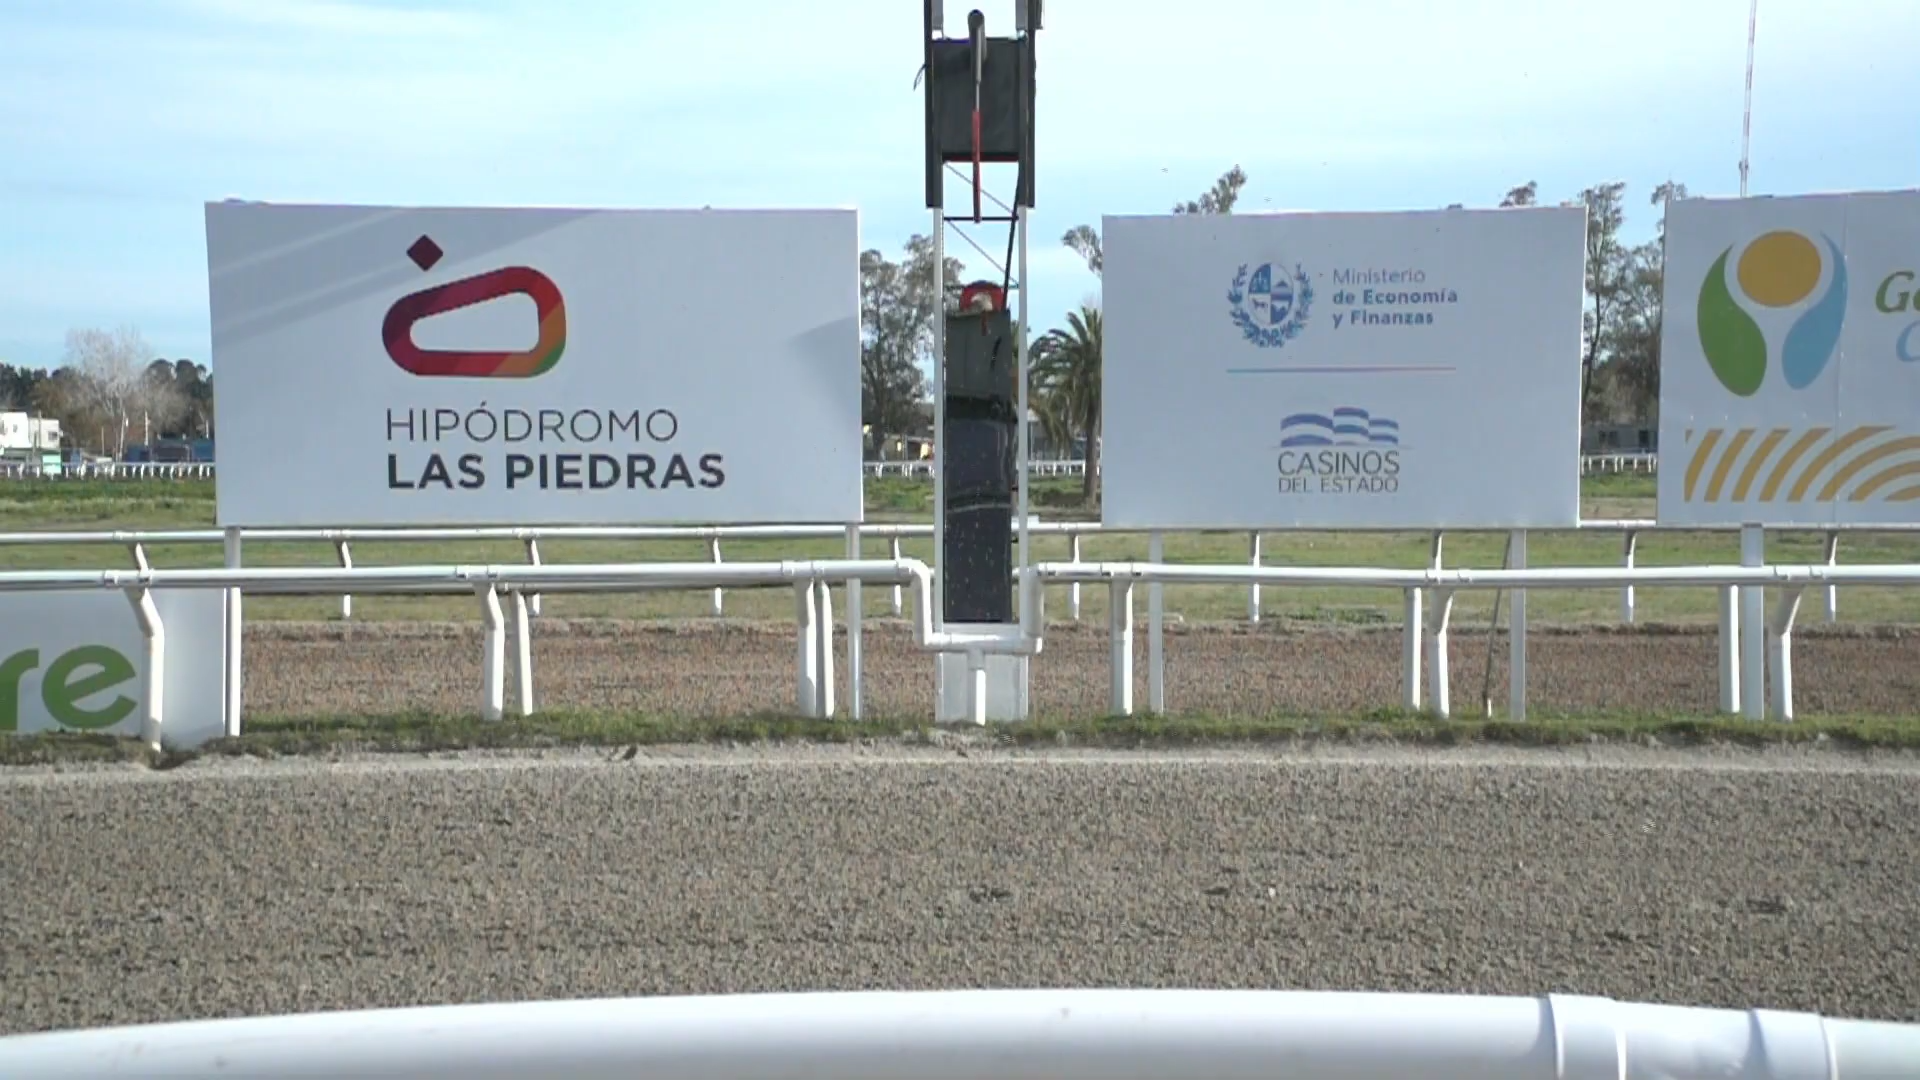 HIPÓDROMO
LAS PIEDRAS
Ministerio
de Economía
y Finanzas
CASINOS
DEL ESTADO
re